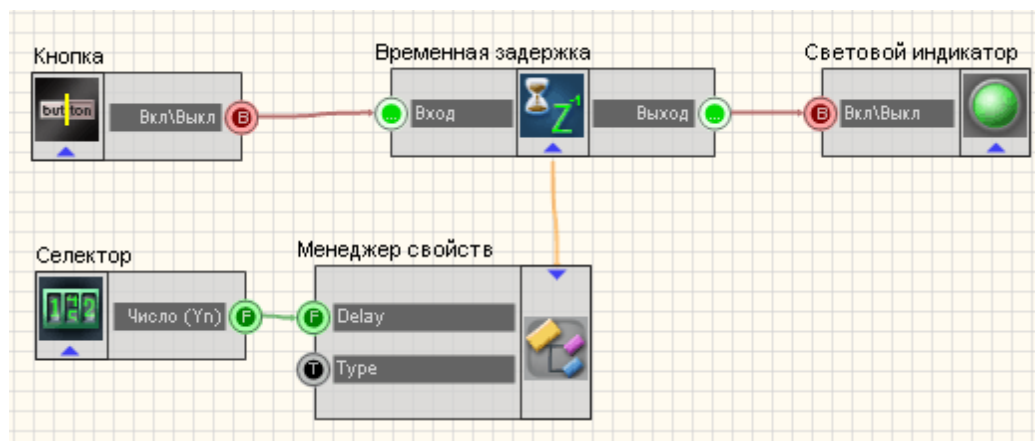 Кнопка
Временная задержка
Световой индикатор
button
Вкл\Выкл
B
...
Вход
Z⁻¹
Выход
...
B
Вкл\Выкл
Селектор
Менеджер свойств
Число (Yn)
F
F
Delay
T
Type